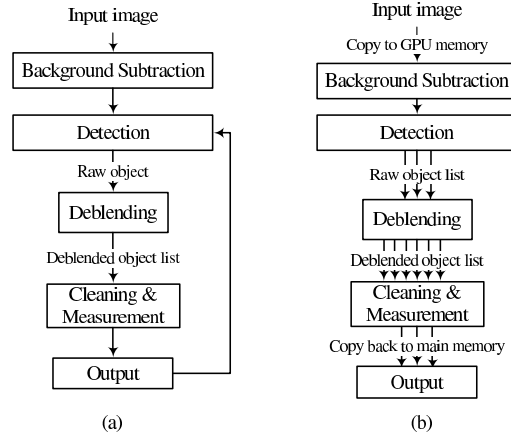 Input image
Background Subtraction
Detection
Raw object
Deblending
Deblended object list
Cleaning &
Measurement
Output
(a)
Input image
Copy to GPU memory
Background Subtraction
Detection
Raw object list
Deblending
Deblended object list
Cleaning &
Measurement
Copy back to main memory
Output
(b)